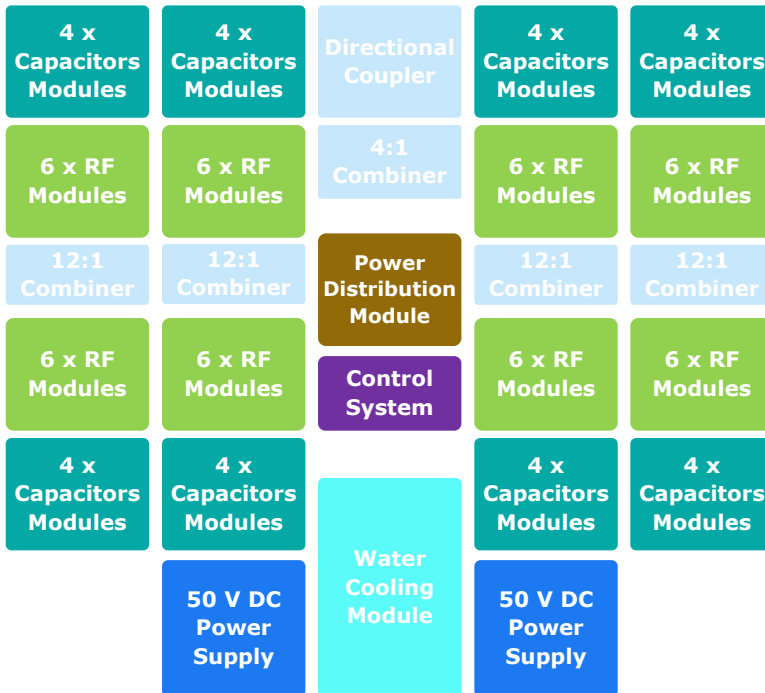 4 x
Capacitors
Modules
4 x
Capacitors
Modules
Directional
Coupler
4 x
Capacitors
Modules
4 x
Capacitors
Modules
6 x RF
Modules
6 x RF
Modules
4:1
Combiner
6 x RF
Modules
6 x RF
Modules
12:1
Combiner
12:1
Combiner
Power
Distribution
Module
12:1
Combiner
12:1
Combiner
6 x RF
Modules
6 x RF
Modules
Control
System
6 x RF
Modules
6 x RF
Modules
4 x
Capacitors
Modules
4 x
Capacitors
Modules
Water
Cooling
Module
4 x
Capacitors
Modules
4 x
Capacitors
Modules
50 V DC
Power
Supply
50 V DC
Power
Supply